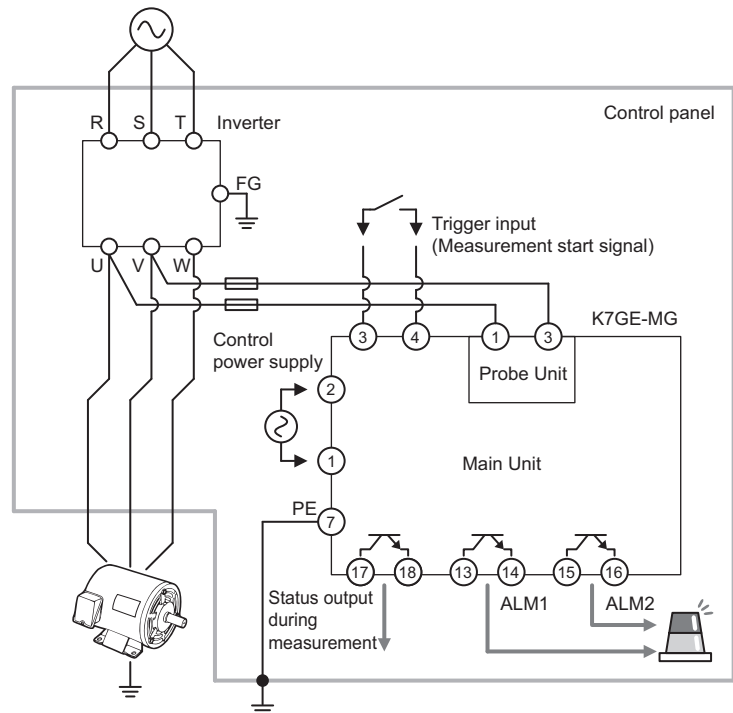 Control panel
R S T Inverter
FG
U V W
Trigger input
(Measurement start signal)
3 4 1 3 K7GE-MG
Control
power supply
Probe Unit
2
1
Main Unit
PE
7
17 18 13 14 15 16
Status output
during
measurement
ALM1 ALM2